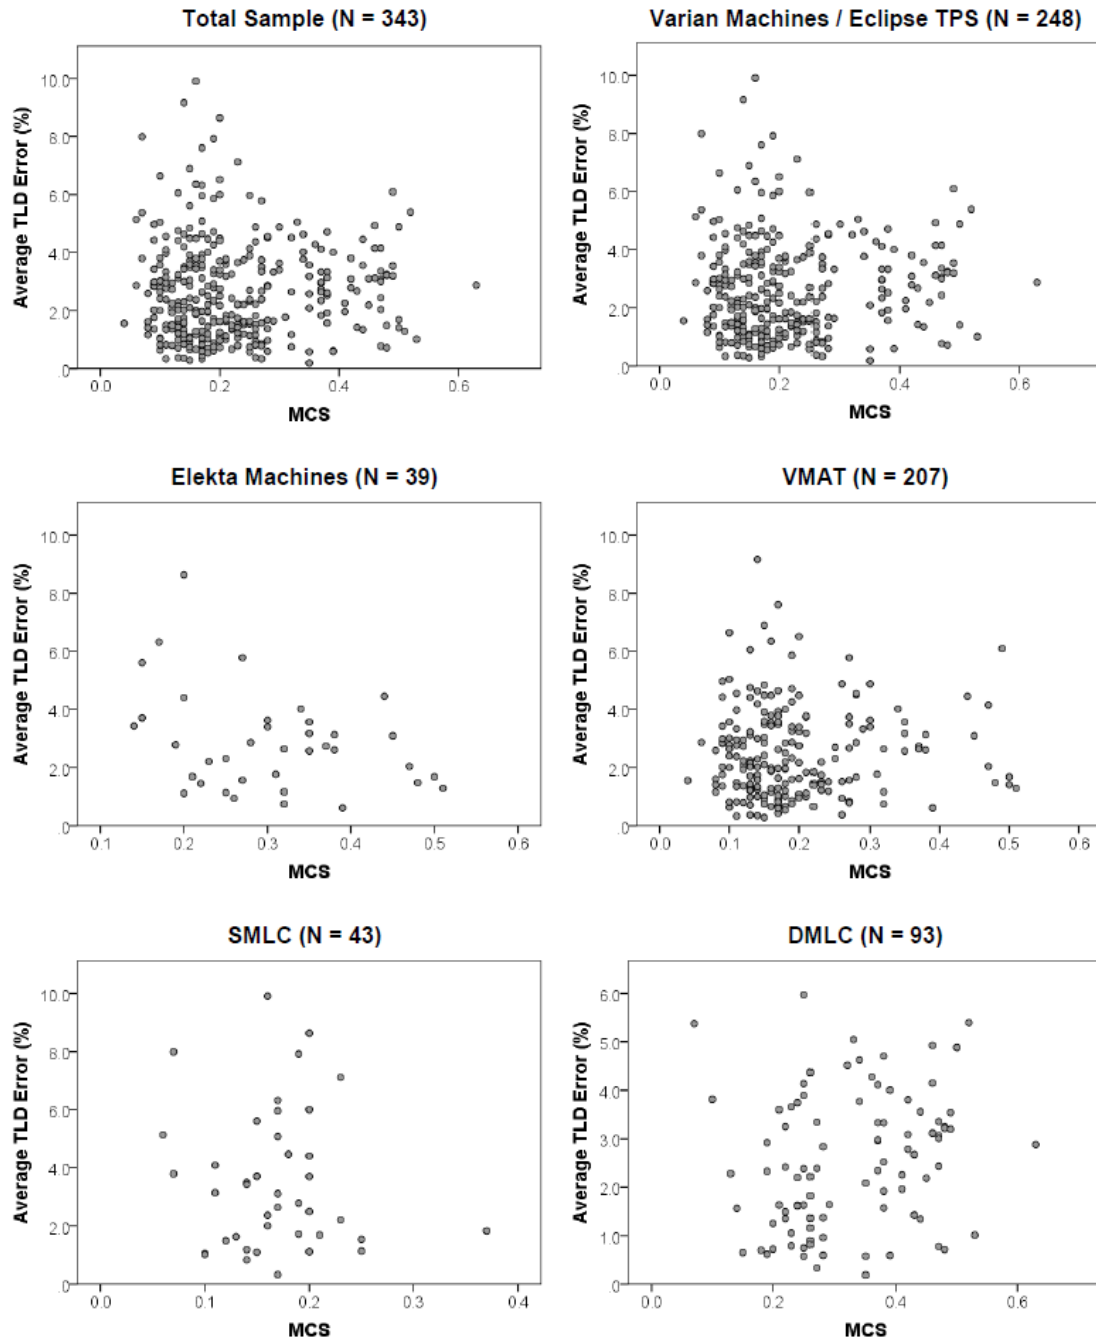 Total Sample (N = 343)
Average TLD Error (%)
10.0
8.0
6.0
4.0
2.0
.0
0.0 0.2 0.4 0.6
MCS
Varian Machines / Eclipse TPS (N = 248)
Average TLD Error (%)
10.0
8.0
6.0
4.0
2.0
.0
0.0 0.2 0.4 0.6
MCS
Elekta Machines (N = 39)
Average TLD Error (%)
10.0
8.0
6.0
4.0
2.0
.0
0.1 0.2 0.3 0.4 0.5 0.6
MCS
VMAT (N = 207)
Average TLD Error (%)
10.0
8.0
6.0
4.0
2.0
.0
0.0 0.1 0.2 0.3 0.4 0.5 0.6
MCS
SMLC (N = 43)
Average TLD Error (%)
10.0
8.0
6.0
4.0
2.0
.0
0.0 0.1 0.2 0.3 0.4
MCS
DMLC (N = 93)
Average TLD Error (%)
6.0
5.0
4.0
3.0
2.0
1.0
.0
0.0 0.2 0.4 0.6
MCS